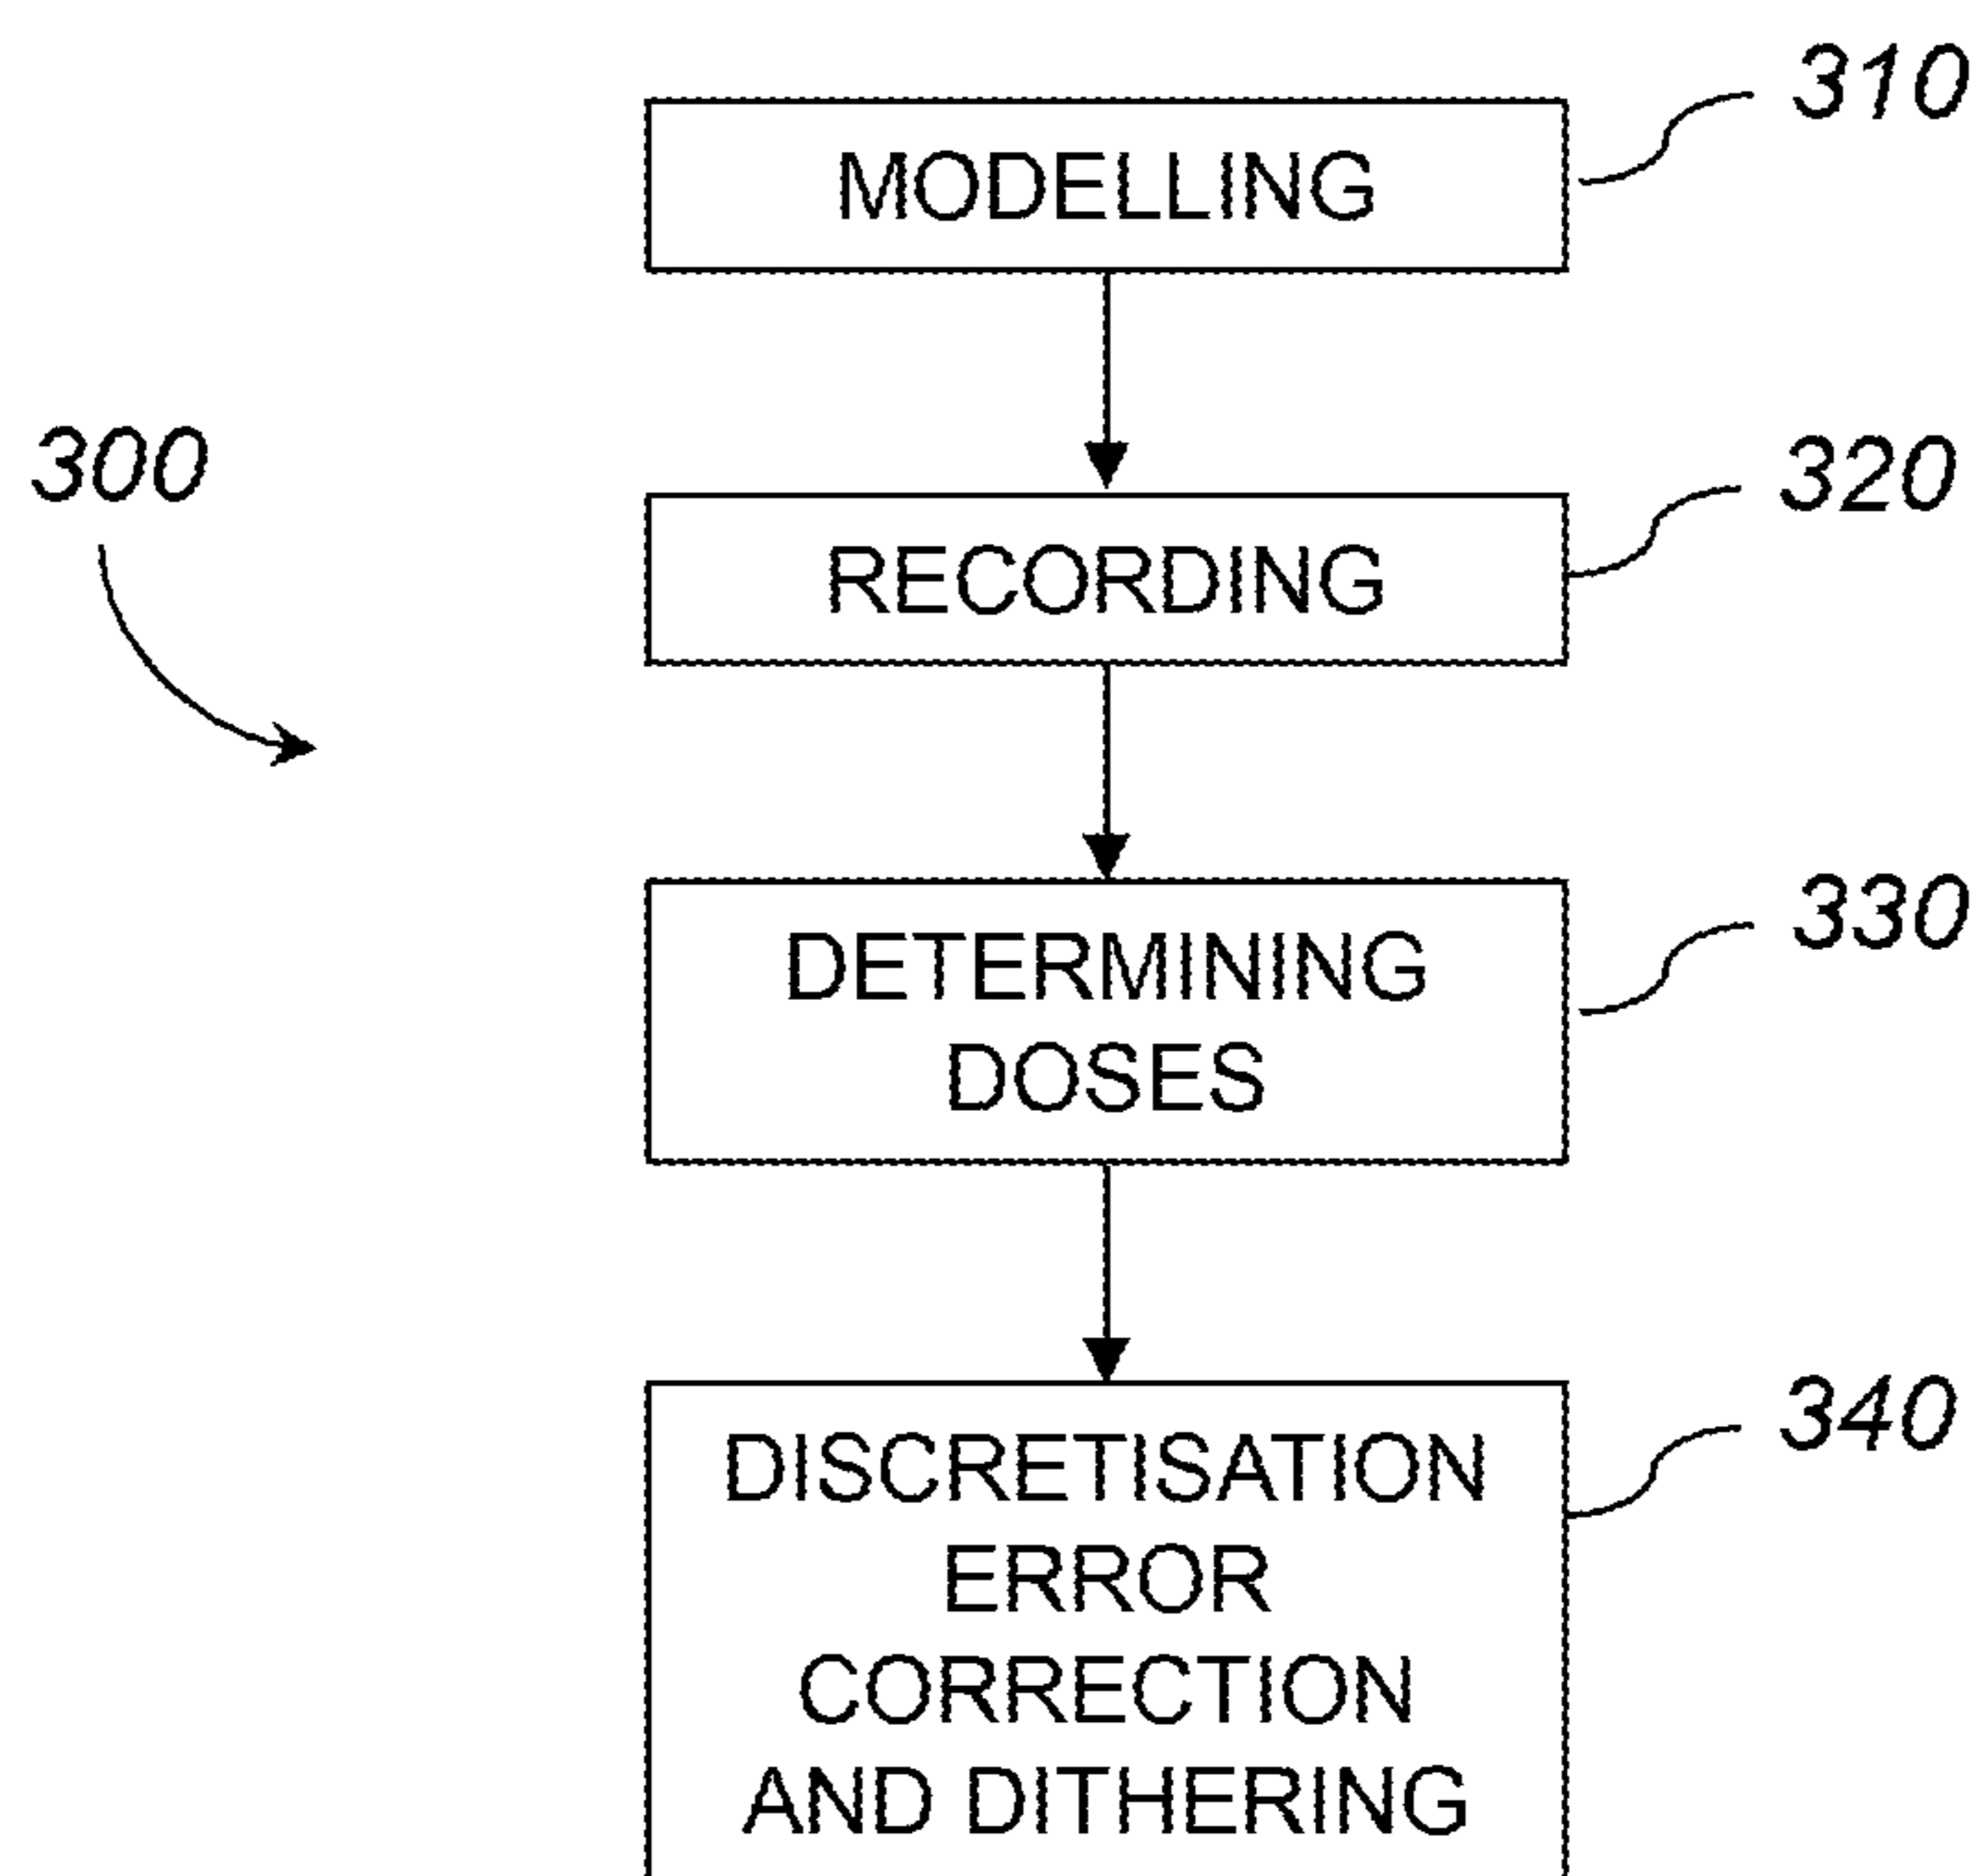 310
MODELLING
300
320
RECORDING
330
DETERMINING
DOSES
340
DISCRETISATION
ERROR
CORRECTION
AND DITHERING